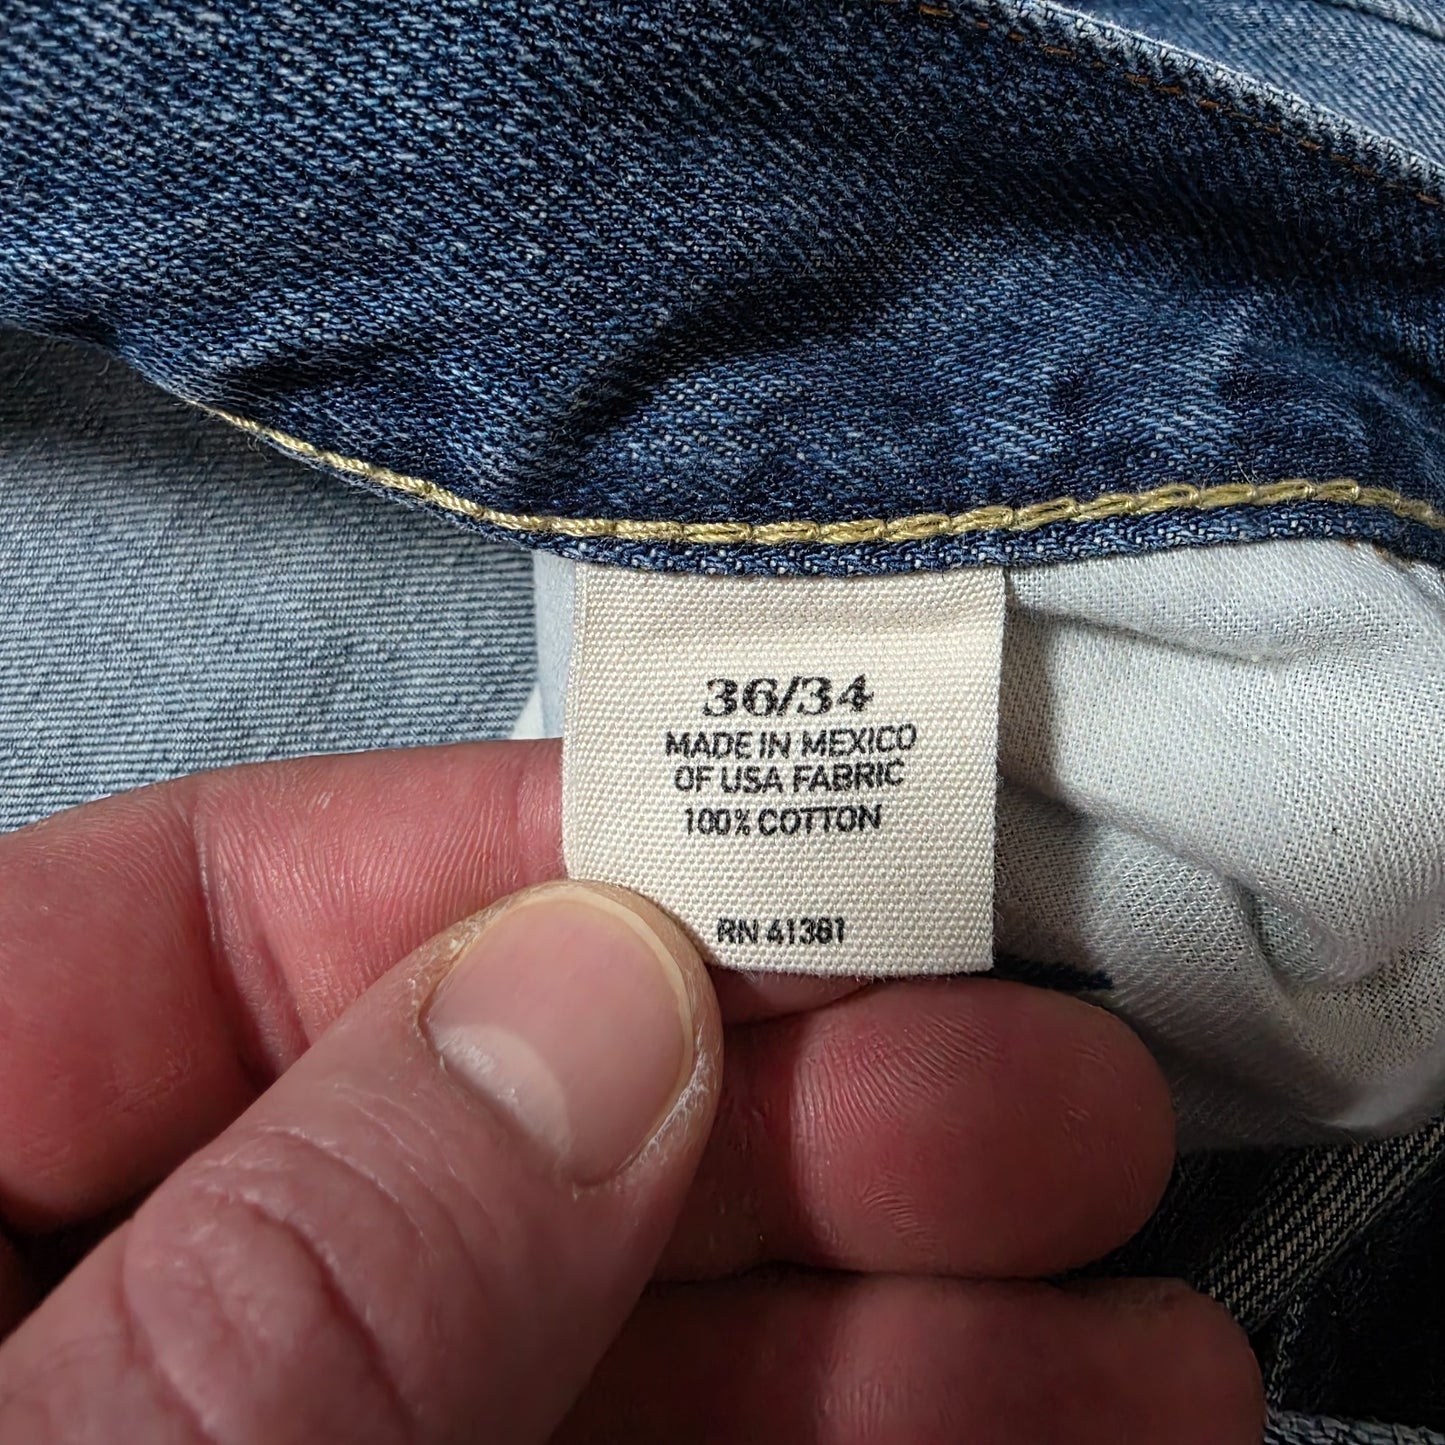 36/34
MADE IN MEXICO
OF USA FABRIC
100% COTTON
RN 41381